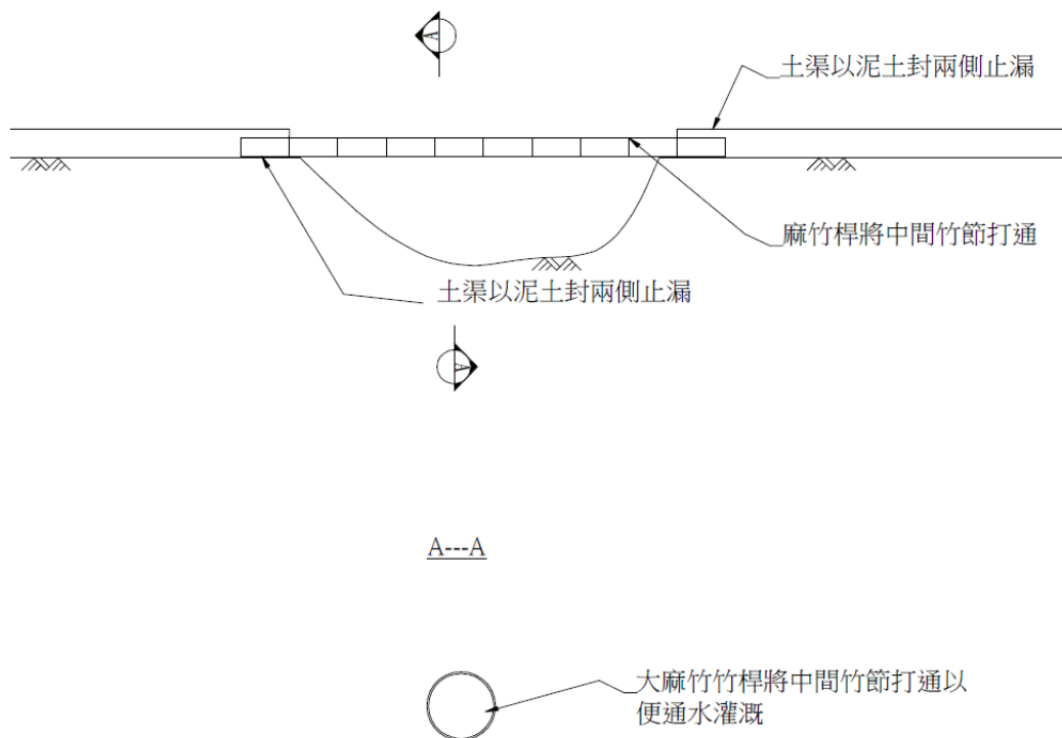 A
土渠以泥土封兩側止漏
麻竹桿將中間竹節打通
土渠以泥土封兩側止漏
A
A---A
大麻竹竹桿將中間竹節打通以
便通水灌溉